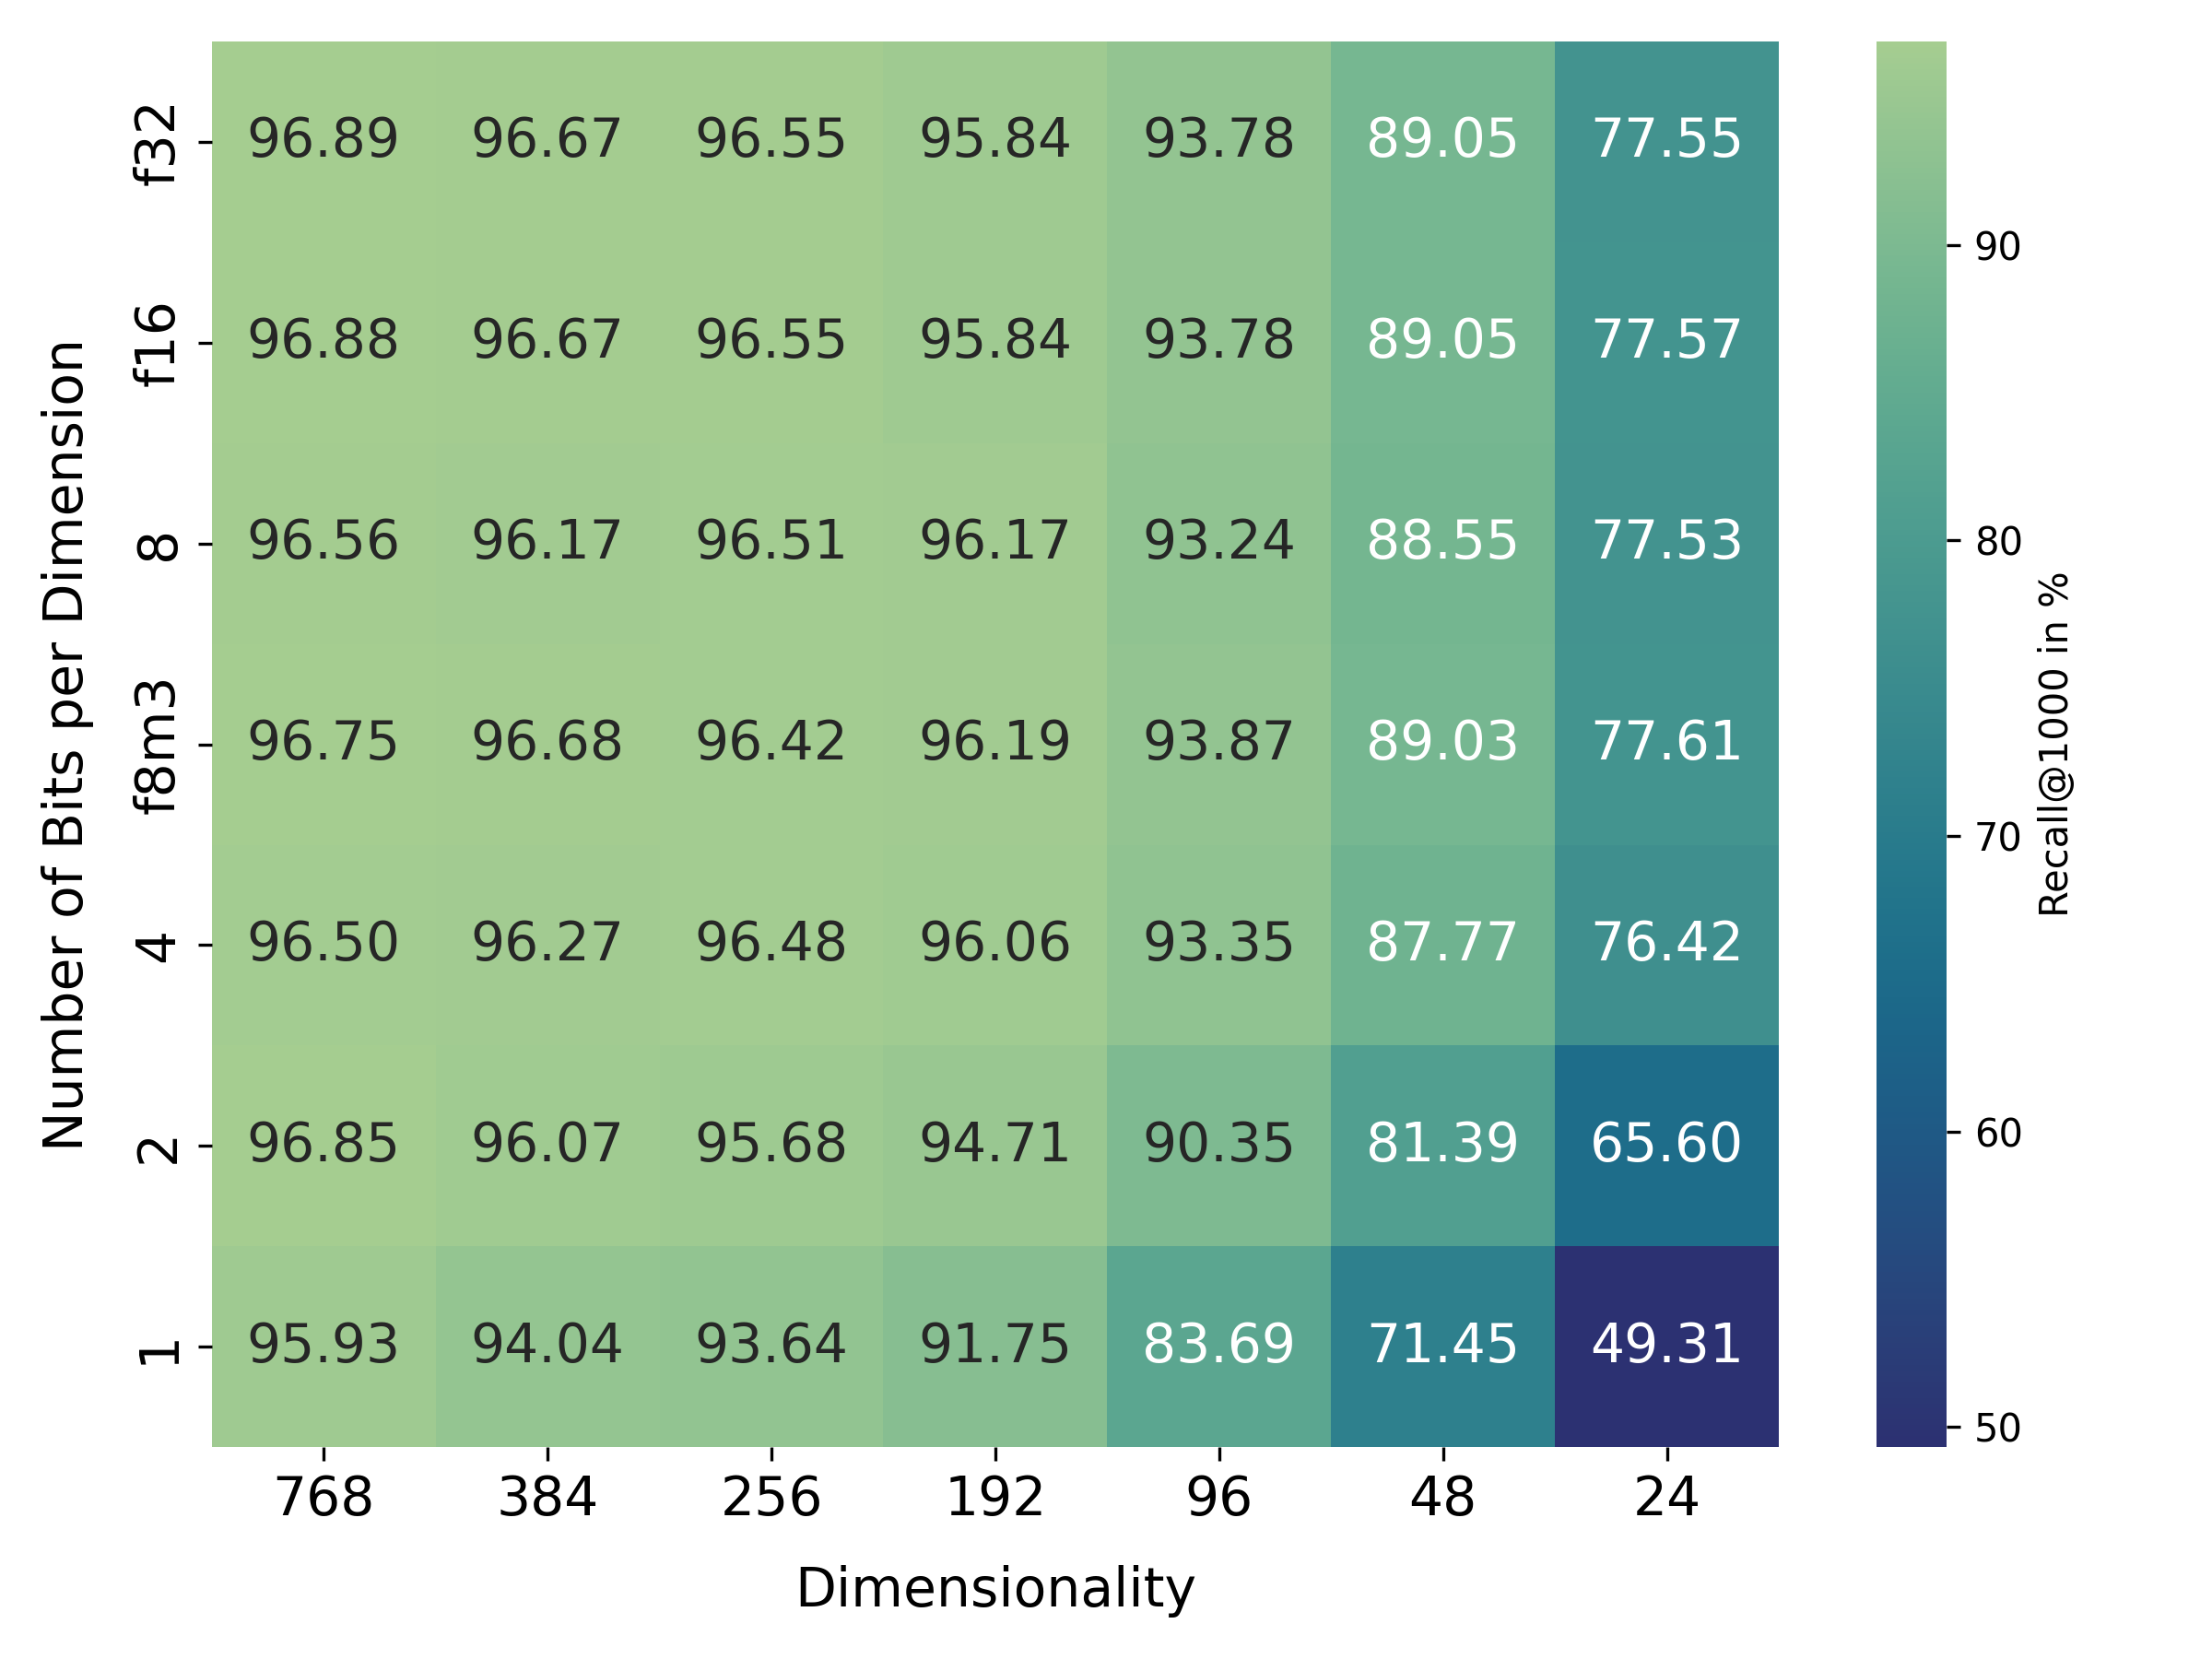 Number of Bits per Dimension
f32 96.89 96.67 96.55 95.84 93.78 89.05 77.55
f16 96.88 96.67 96.55 95.84 93.78 89.05 77.57
8 96.56 96.17 96.51 96.17 93.24 88.55 77.53
f8m3 96.75 96.68 96.42 96.19 93.87 89.03 77.61
4 96.50 96.27 96.48 96.06 93.35 87.77 76.42
2 96.85 96.07 95.68 94.71 90.35 81.39 65.60
1 95.93 94.04 93.64 91.75 83.69 71.45 49.31
768 384 256 192 96 48 24
Dimensionality
90
80
70
60
50
Recall@1000 in %